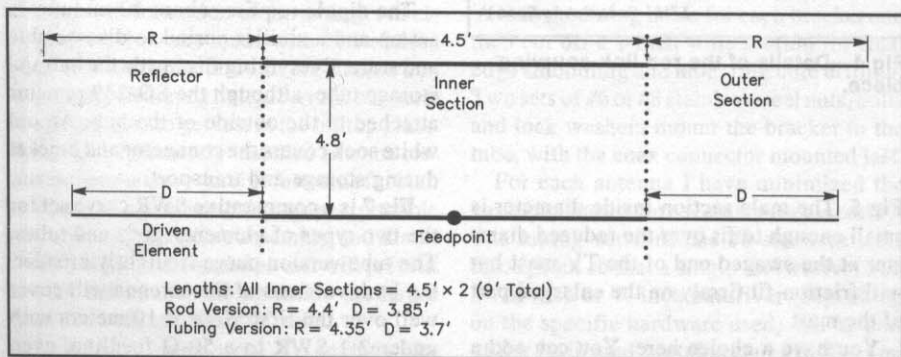 R 4.5' R
Reflector Inner Outer
Section Section
4.8'
D D
Driven
Element Feedpoint
Lengths: All Inner Sections = 4.5' × 2 (9' Total)
Rod Version: R = 4.5' D = 3.85'
Tubing Version: R = 4.35' D = 3.7'